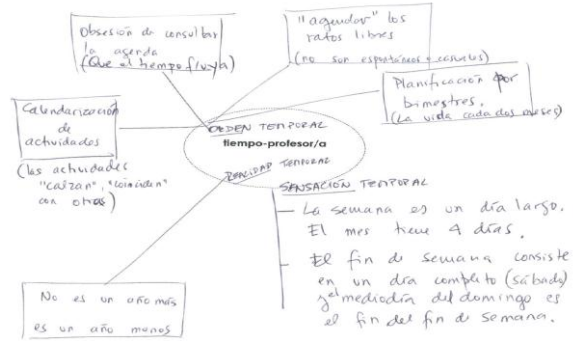 Obsesión de consultar
la agenda
(Que el tiempo fluya)
"agendar" los
ratos libres
(no son espontáneos o casuales)
Planificación por
bimestres.
(La vida cada dos meses)
Calendarización
de
actividades
(las actividades
"calzan", "coinciden"
con otras)
ORDEN TEMPORAL
tiempo-profesor/a
REALIDAD TEMPORAL
SENSACIÓN TEMPORAL
— La semana es un día largo.
El mes tiene 4 días.
— El fin de semana consiste
en un día completo (sábado)
y el mediodía del domingo es
el fin del fin de semana.
No es un año más
es un año menos